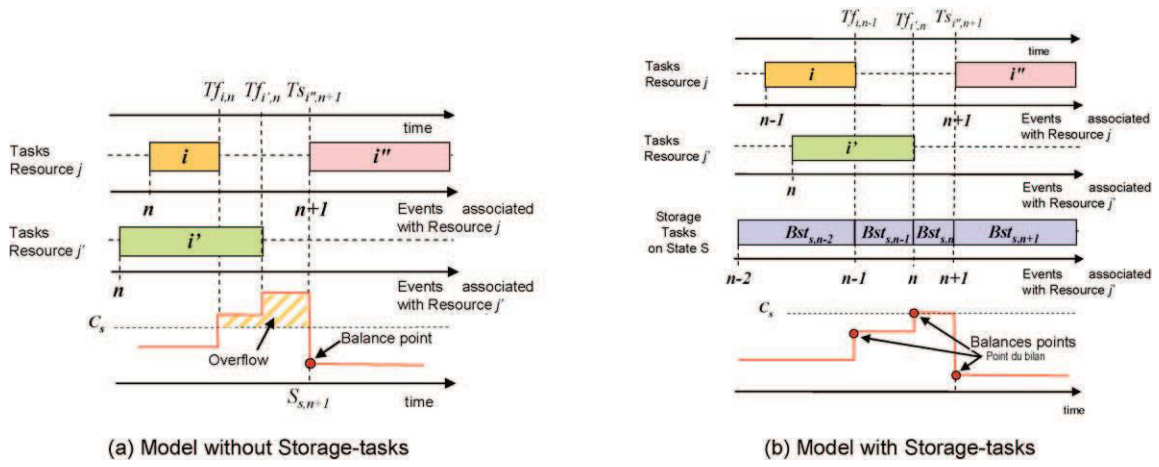 Tf_{i,n} Tf_{i',n} Ts_{i'',n+1}
time
Tasks
Resource j
i
i''
n
n+1
Events associated
with Resource j
Tasks
Resource j'
i'
n
Events associated
with Resource j'
C_s
Overflow
Balance point
S_{s,n+1}
time
(a) Model without Storage-tasks
Tf_{i,n-1} Tf_{i',n} Ts_{i'',n+1}
time
Tasks
Resource j
i
i''
n-1
n+1
Events associated
with Resource j
Tasks
Resource j'
i'
n
Events associated
with Resource j'
Storage
Tasks
on State S
Bst_{s,n-2} Bst_{s,n-1} Bst_{s,n} Bst_{s,n+1}
n-2 n-1 n n+1
Events associated
with Resource j'
C_s
Balances points
Point du bilan
time
(b) Model with Storage-tasks